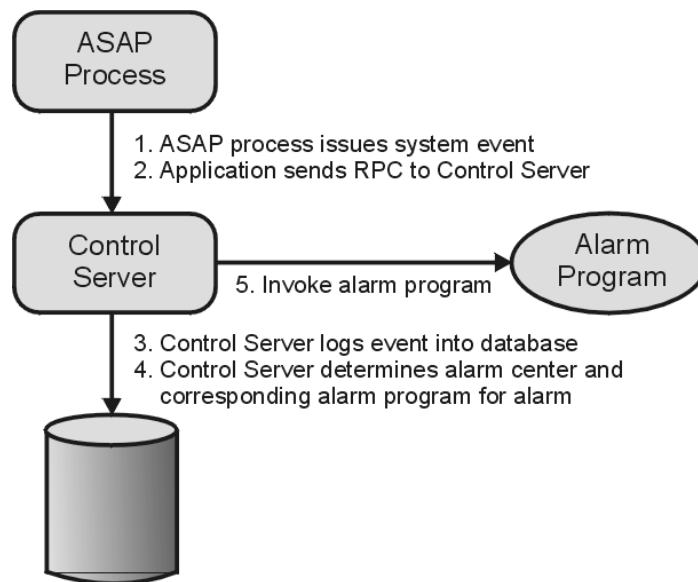 ASAP
Process
1. ASAP process issues system event
2. Application sends RPC to Control Server
Control
Server
Alarm
Program
5. Invoke alarm program
3. Control Server logs event into database
4. Control Server determines alarm center and
corresponding alarm program for alarm